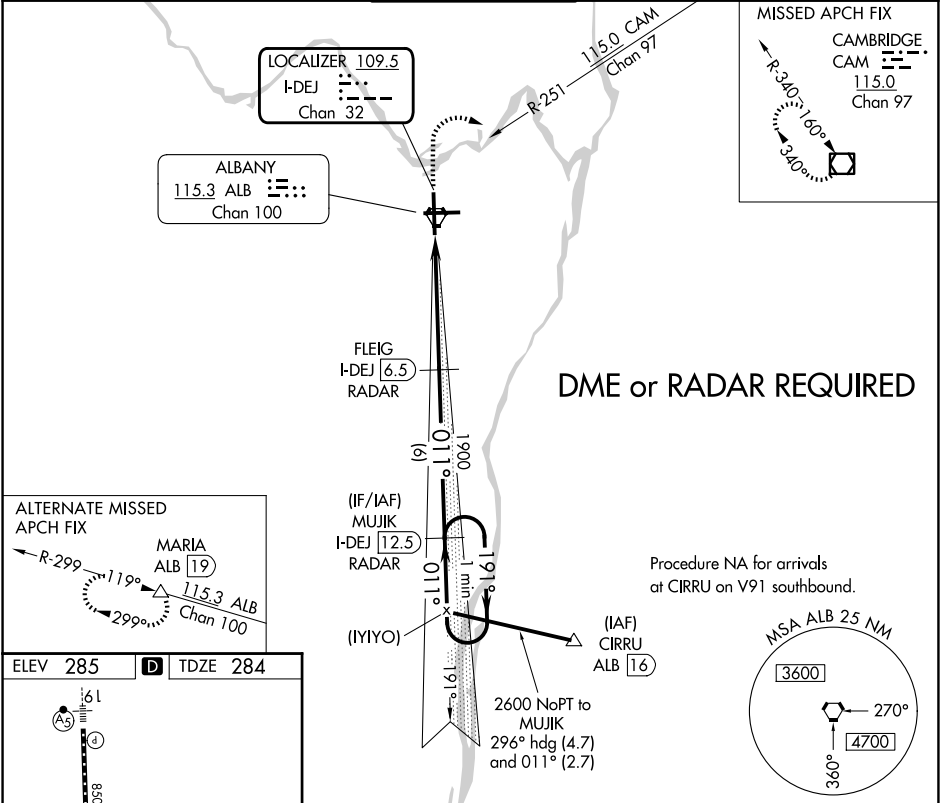 MISSED APCH FIX
CAMBRIDGE
CAM
115.0
Chan 97
R-340
160°
340°
115.0 CAM
Chan 97
R-251
LOCALIZER 109.5
I-DEJ
Chan 32
ALBANY
115.3 ALB
Chan 100
FLEIG
I-DEJ 6.5
RADAR
DME or RADAR REQUIRED
011°
(6)
1900
(IF/IAF)
MUJIK
I-DEJ 12.5
RADAR
011°
1 min
191°
(IYIYO)
x
191°
(IAF)
CIRRU
ALB 16
2600 NoPT to
MUJIK
296° hdg (4.7)
and 011° (2.7)
Procedure NA for arrivals
at CIRRU on V91 southbound.
MSA ALB 25 NM
3600
270°
4700
360°
ALTERNATE MISSED
APCH FIX
MARIA
ALB 19
115.3 ALB
Chan 100
R-299
119°
299°
ELEV 285
D
TDZE 284
19
A5
P
850